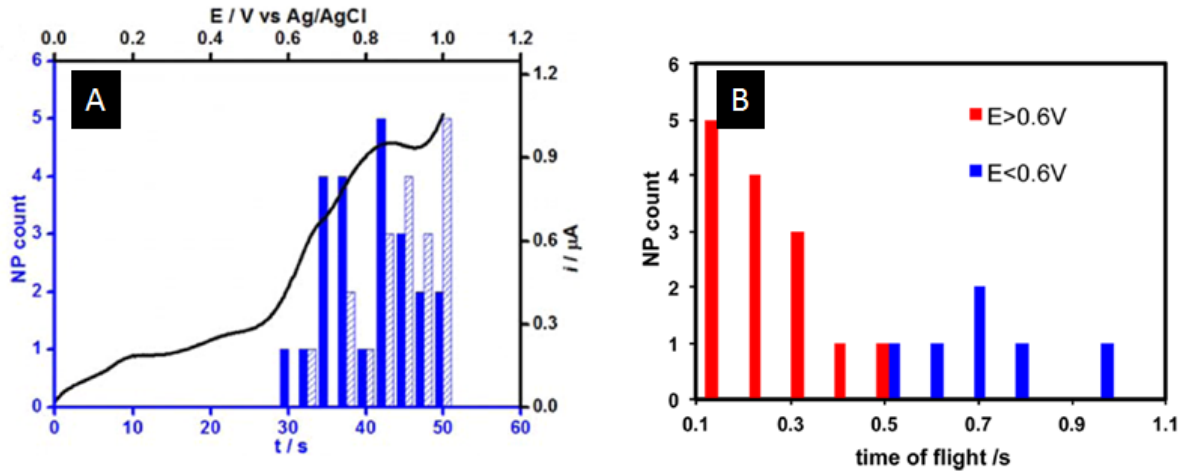 E / V vs Ag/AgCl
0.0 0.2 0.4 0.6 0.8 1.0 1.2
A
6
5
4
3
2
1
0
NP count
1.2
0.9
0.6
0.3
0.0
i / μA
0 10 20 30 40 50 60
t / s
B
6
5
4
3
2
1
0
NP count
E>0.6V
E<0.6V
0.1 0.3 0.5 0.7 0.9 1.1
time of flight /s